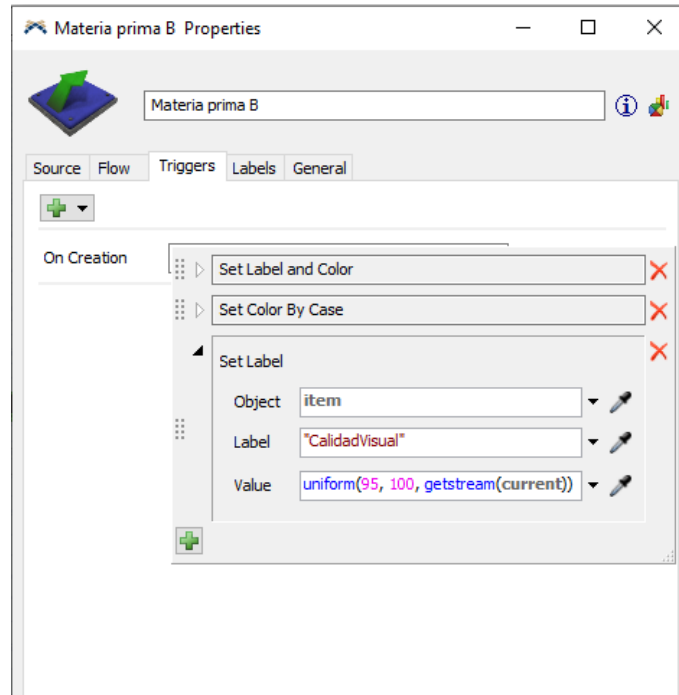 Materia prima B Properties
Materia prima B
Source Flow Triggers Labels General
On Creation
Set Label and Color
Set Color By Case
Set Label
Object item
Label "CalidadVisual"
Value uniform(95, 100, getstream(current))